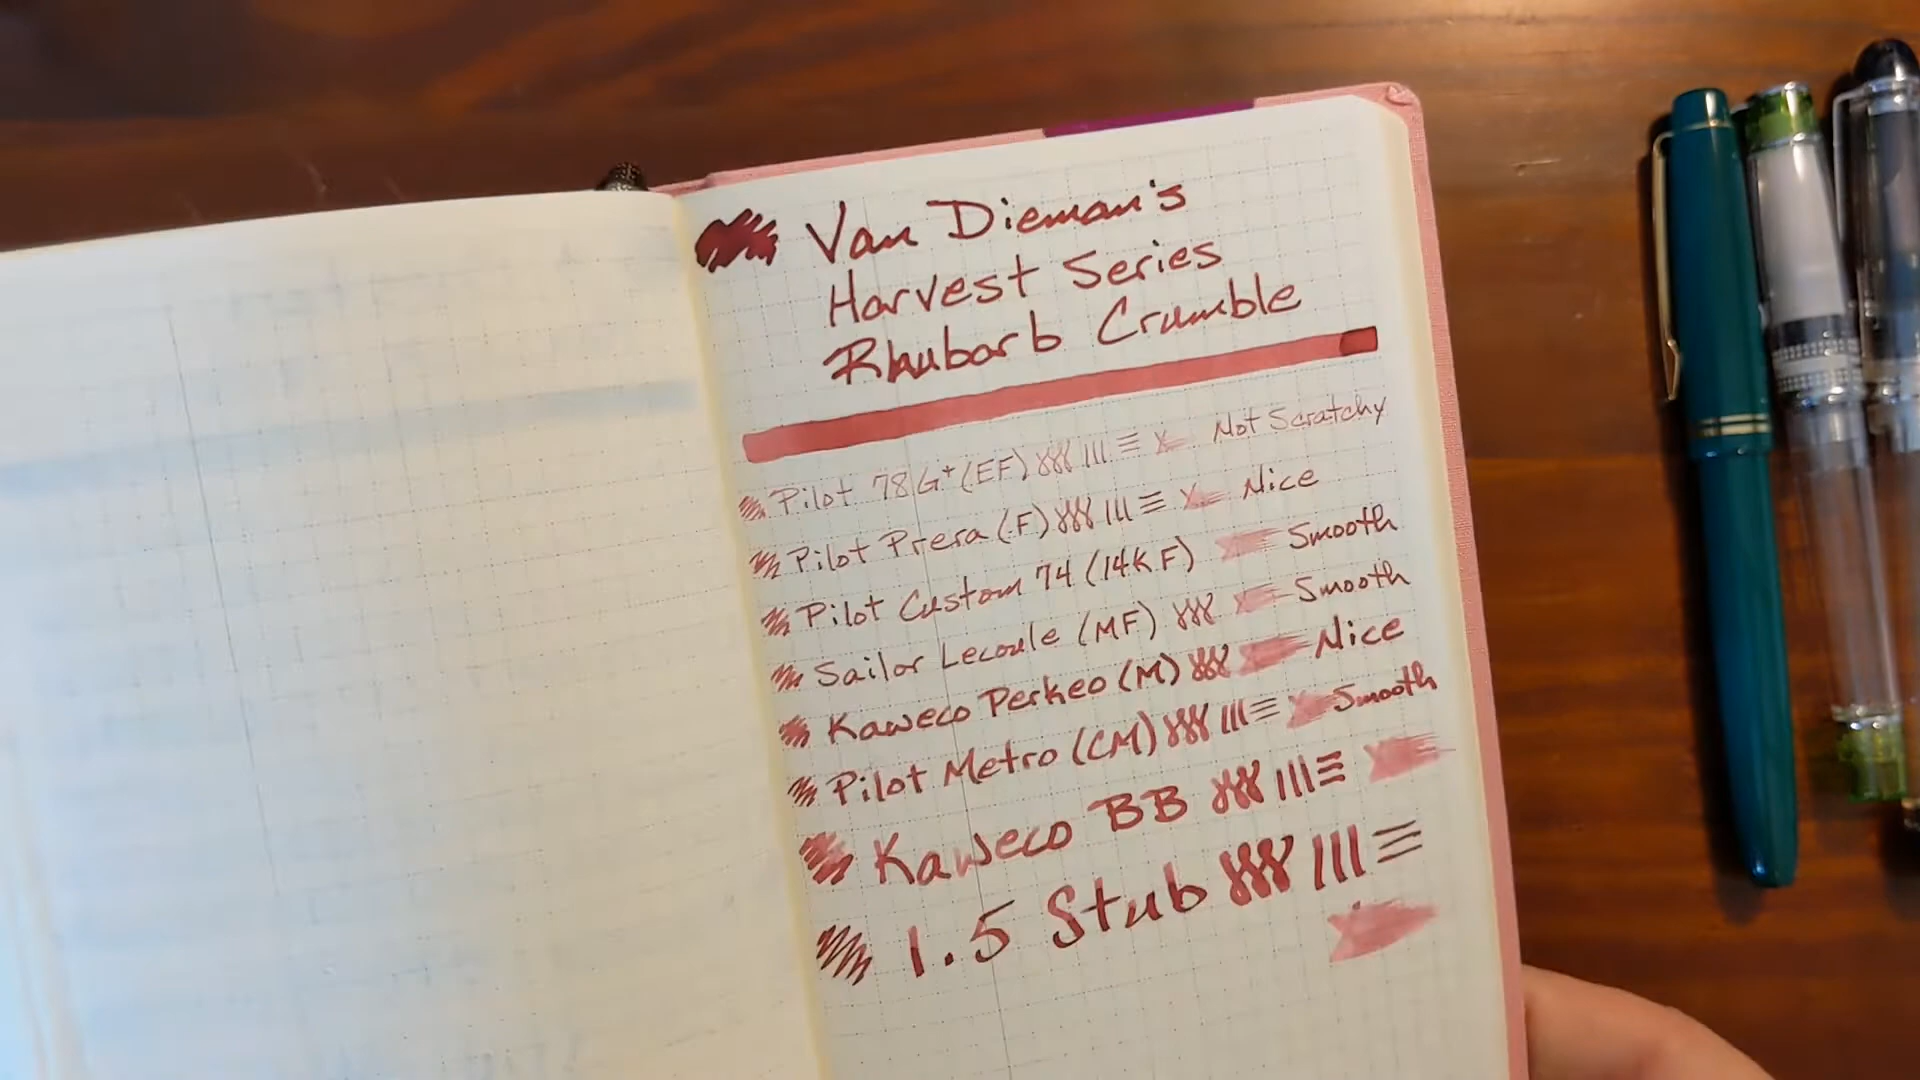 Van Dieman's
Harvest Series
Rhubarb Crumble
Pilot 78G+ (EF) Not Scratchy
Pilot Prera (F) Nice
Pilot Custom 74 (14K F) Smooth
Sailor Lecoule (MF) Smooth
Kaweco Perkeo (M) Nice
Pilot Metro (CM) Smooth
Kaweco BB
1.5 Stub